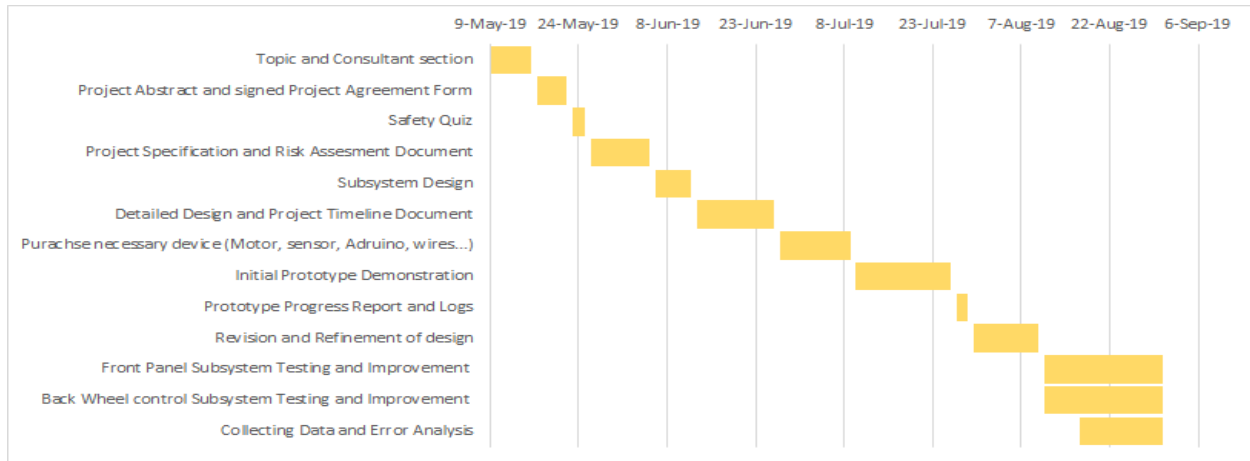 9-May-19 24-May-19 8-Jun-19 23-Jun-19 8-Jul-19 23-Jul-19 7-Aug-19 22-Aug-19 6-Sep-19
Topic and Consultant section
Project Abstract and signed Project Agreement Form
Safety Quiz
Project Specification and Risk Assesment Document
Subsystem Design
Detailed Design and Project Timeline Document
Purachse necessary device (Motor, sensor, Adruino, wires...)
Initial Prototype Demonstration
Prototype Progress Report and Logs
Revision and Refinement of design
Front Panel Subsystem Testing and Improvement
Back Wheel control Subsystem Testing and Improvement
Collecting Data and Error Analysis